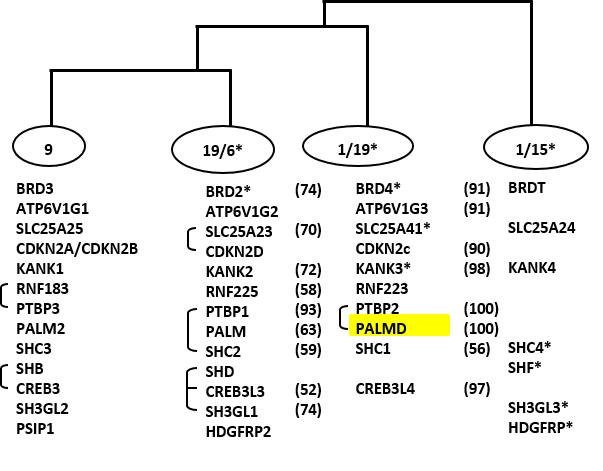 9 19/6* 1/19* 1/15*
BRD3 BRD2* (74) BRD4* (91) BRDT
ATP6V1G1 ATP6V1G2 ATP6V1G3 (91)
SLC25A25 SLC25A23 (70) SLC25A41* SLC25A24
CDKN2A/CDKN2B CDKN2D CDKN2c (90)
KANK1 KANK2 (72) KANK3* (98) KANK4
RNF183 RNF225 (58) RNF223
PTBP3 PTBP1 (93) PTBP2 (100)
PALM2 PALM (63) PALMD (100)
SHC3 SHC2 (59) SHC1 (56) SHC4*
SHB SHD SHF*
CREB3 CREB3L3 (52) CREB3L4 (97)
SH3GL2 SH3GL1 (74) SH3GL3*
PSIP1 HDGFRP2 HDGFRP*